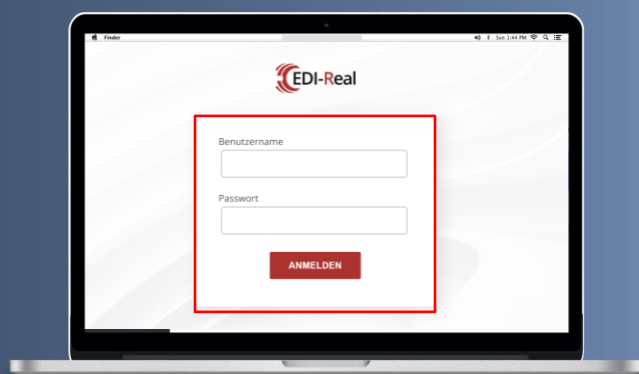 Finder
Sun 1:44 PM
EDI-Real
Benutzername
Passwort
ANMELDEN